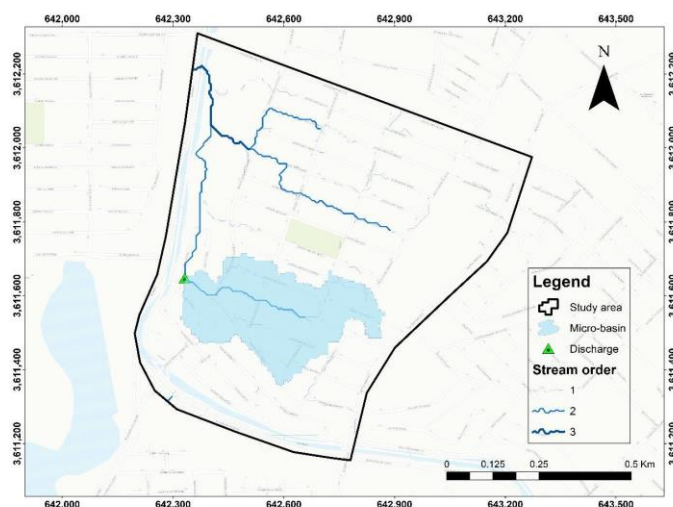 642,000 642,300 642,600 642,900 643,200 643,500
3,612,200
3,612,000
3,611,800
3,611,600
3,611,400
3,611,200
N
3,612,200
3,612,000
3,611,800
3,611,600
3,611,400
3,611,200
Legend
Study area
Micro-basin
Discharge
Stream order
1
2
3
0 0.125 0.25 0.5 Km
642,000 642,300 642,600 642,900 643,200 643,500